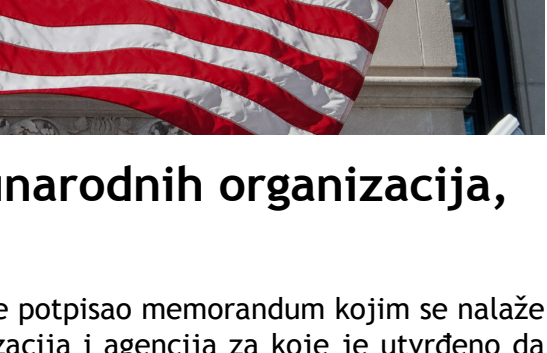 narodnih organizacija,
e potpisao memorandum kojim se nalaže
zacija i agencija za koje je utvrđeno da